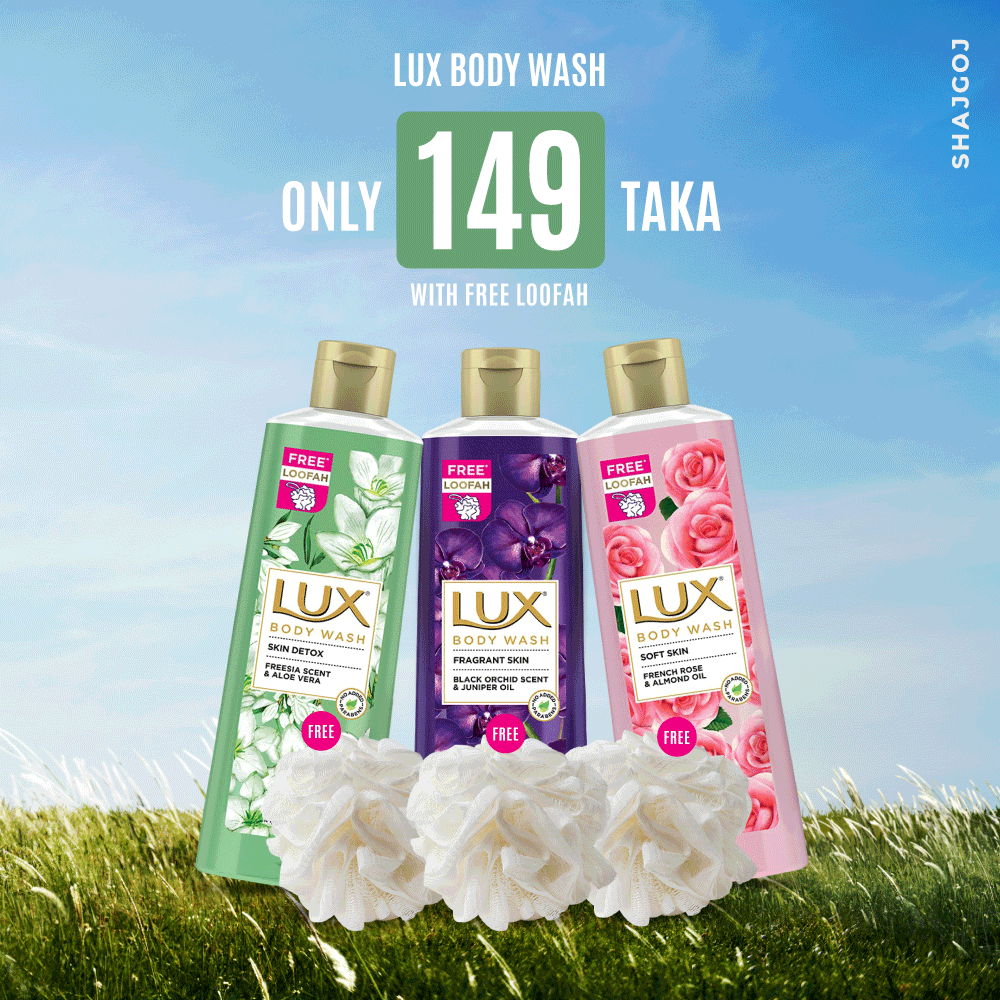 SHAJGOJ
LUX BODY WASH
ONLY 149 TAKA
WITH FREE LOOFAH
FREE*
LOOFAH
LUX®
BODY WASH
SKIN DETOX
FREESIA SCENT
& ALOE VERA
NO ADDED
PARABENS
FREE
FREE*
LOOFAH
LUX®
BODY WASH
FRAGRANT SKIN
BLACK ORCHID SCENT
& JUNIPER OIL
NO ADDED
PARABENS
FREE
FREE*
LOOFAH
LUX®
BODY WASH
SOFT SKIN
FRENCH ROSE
& ALMOND OIL
NO ADDED
PARABENS
FREE